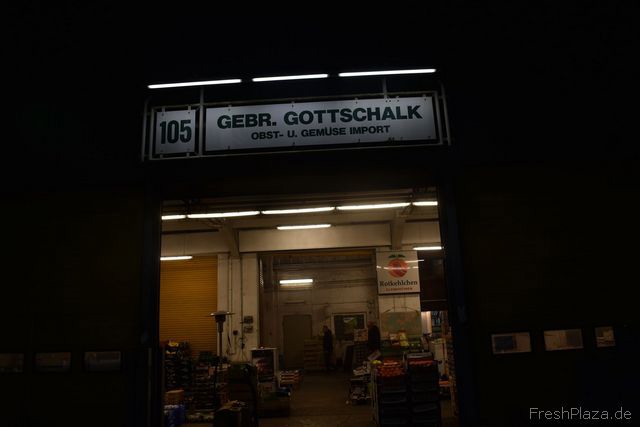 105
GEBR. GOTTSCHALK
OBST- U. GEMÜSE IMPORT
Rotkehlchen
FreshPlaza.de